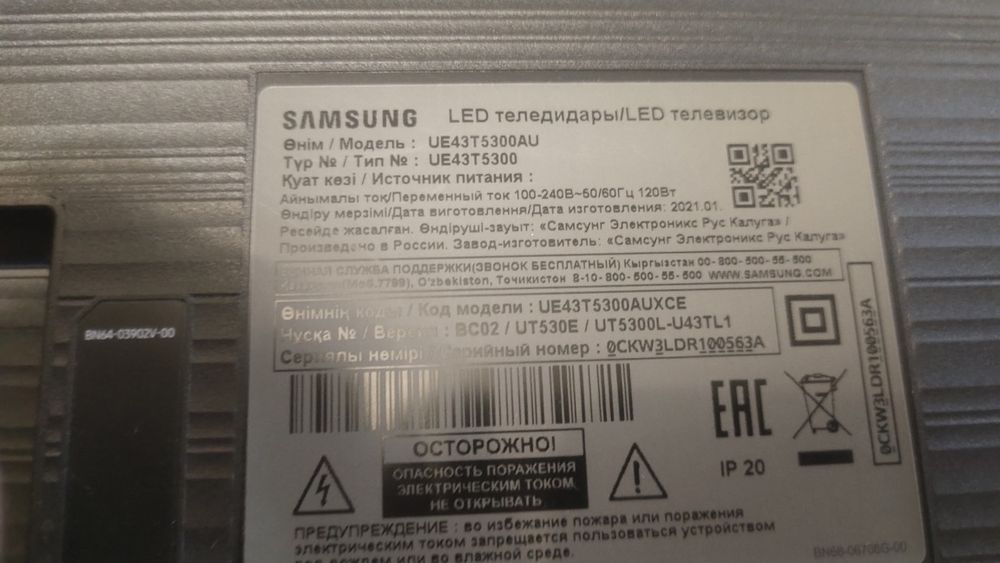 SAMSUNG LED теледидары/LED телевизор
Өнім / Модель : UE43T5300AU
Түр № / Тип № : UE43T5300
Қуат көзі / Источник питания :
Айнымалы тоқ/Переменный ток 100-240В~50/60Гц 120Вт
Өндіру мерзімі/Дата выготовления/Дата изготовления: 2021.01.
Ресейде жасалған. Өндіруші-зауыт: «Самсунг Электроникс Рус Калуга» /
Произведено в России. Завод-изготовитель: «Самсунг Электроникс Рус Калуга»
СЛУЖБА ПОДДЕРЖКИ(ЗВОНОК БЕСПЛАТНЫЙ) Кыргызстан 00-800-500-55-500
7799), O'zbekiston, Точикистон 8-10-800-500-55-500 WWW.SAMSUNG.COM
Өнімнің коды / Код модели : UE43T5300AUXCE
Нұсқа № / Версия : BC02 / UT530E / UT5300L-U43TL1
Сериялы нөмірі / Серийный номер : 0CKW3LDR100563A
0CKW3LDR100563A
BN64-03902V-00
EAC
IP 20
ОСТОРОЖНО!
ОПАСНОСТЬ ПОРАЖЕНИЯ
ЭЛЕКТРИЧЕСКИМ ТОКОМ
НЕ ОТКРЫВАТЬ
ПРЕДУПРЕЖДЕНИЕ : во избежание пожара или поражения
электрическим током запрещается пользоваться устройством
под дождем или во влажной среде.
BN68-06706G-00